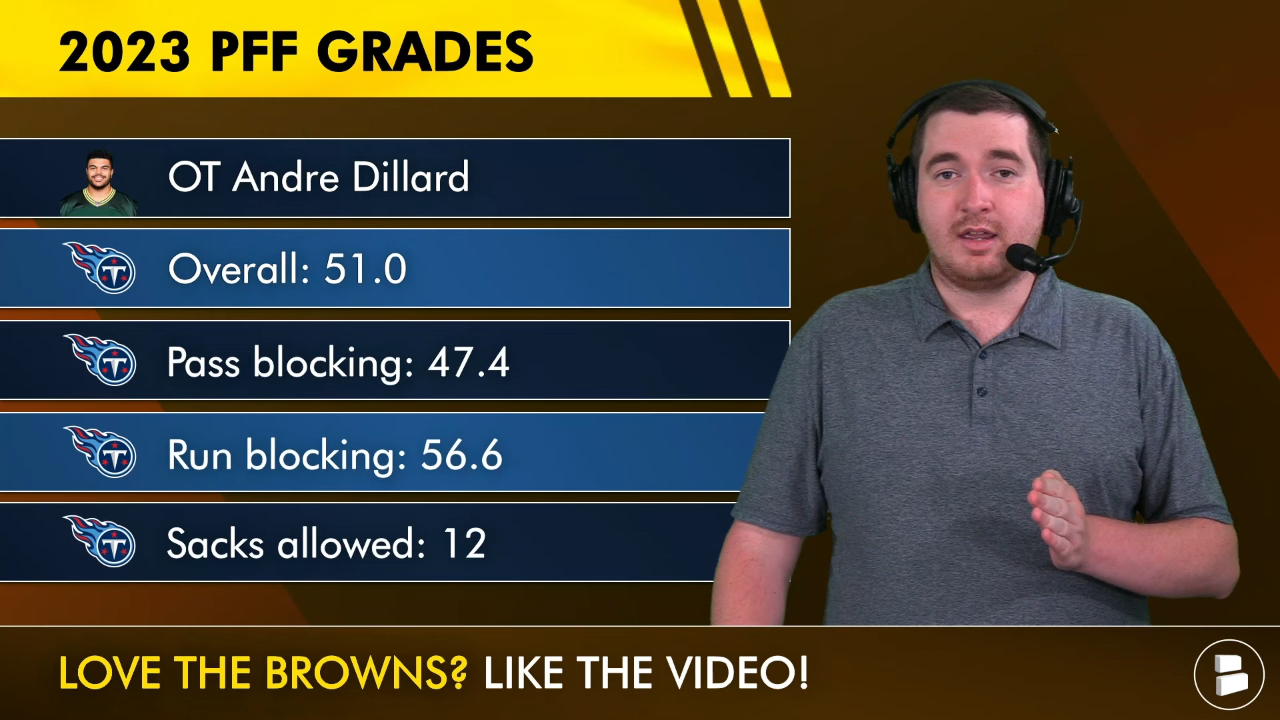 2023 PFF GRADES
OT Andre Dillard
Overall: 51.0
Pass blocking: 47.4
Run blocking: 56.6
Sacks allowed: 12
LOVE THE BROWNS? LIKE THE VIDEO!